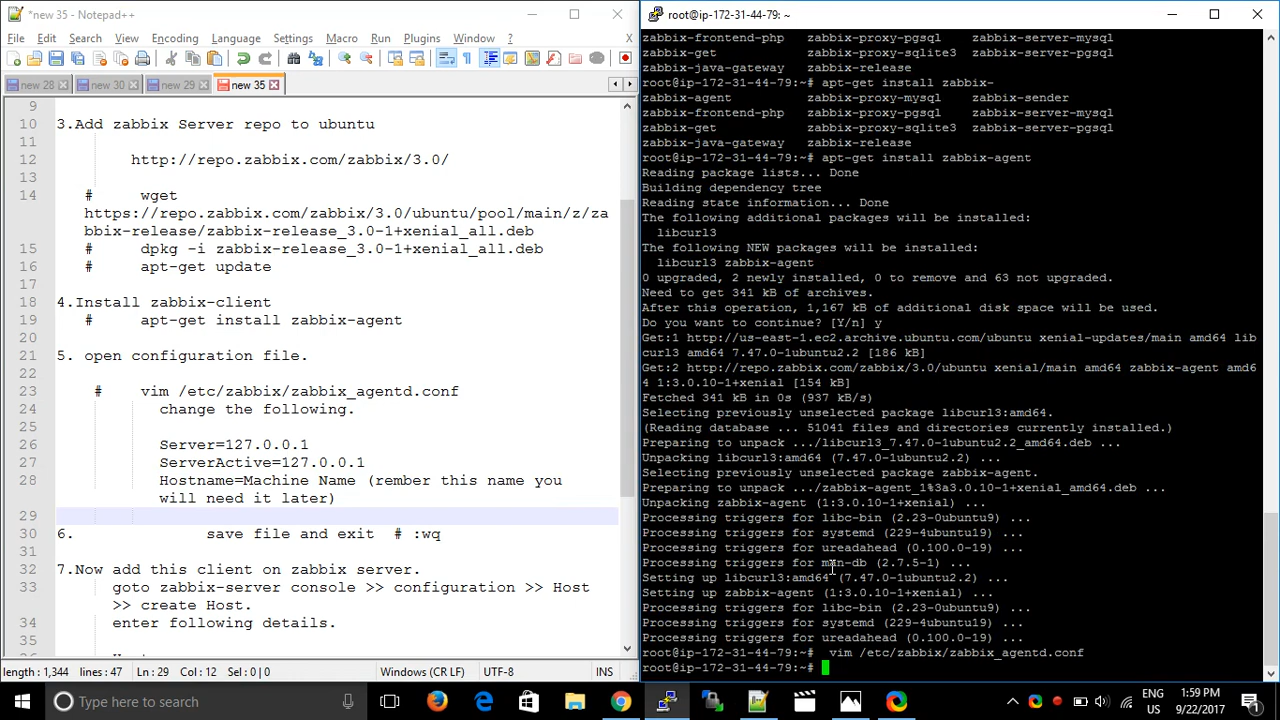 *new 35 - Notepad++
File Edit Search View Encoding Language Settings Macro Run Plugins Window ?
new 28 new 30 new 29 new 35
9
10 3.Add zabbix Server repo to ubuntu
11
12 http://repo.zabbix.com/zabbix/3.0/
13
14 # wget
https://repo.zabbix.com/zabbix/3.0/ubuntu/pool/main/z/za
bbix-release/zabbix-release_3.0-1+xenial_all.deb
15 # dpkg -i zabbix-release_3.0-1+xenial_all.deb
16 # apt-get update
17
18 4.Install zabbix-client
19 # apt-get install zabbix-agent
20
21 5. open configuration file.
22
23 # vim /etc/zabbix/zabbix_agentd.conf
24 change the following.
25
26 Server=127.0.0.1
27 ServerActive=127.0.0.1
28 Hostname=Machine Name (rember this name you
will need it later)
29
30 6. save file and exit # :wq
31
32 7.Now add this client on zabbix server.
33 goto zabbix-server console >> configuration >> Host
>> create Host.
34 enter following details.
35
36
length : 1,344 lines : 47 Ln : 29 Col : 12 Windows (CR LF) UTF-8 INS
root@ip-172-31-44-79: ~
zabbix-frontend-php zabbix-proxy-pgsql zabbix-server-mysql
zabbix-get zabbix-proxy-sqlite3 zabbix-server-pgsql
zabbix-java-gateway zabbix-release
root@ip-172-31-44-79:~# apt-get install zabbix-
zabbix-agent zabbix-proxy-mysql zabbix-sender
zabbix-frontend-php zabbix-proxy-pgsql zabbix-server-mysql
zabbix-get zabbix-proxy-sqlite3 zabbix-server-pgsql
zabbix-java-gateway zabbix-release
root@ip-172-31-44-79:~# apt-get install zabbix-agent
Reading package lists... Done
Building dependency tree
Reading state information... Done
The following additional packages will be installed:
libcurl3
The following NEW packages will be installed:
libcurl3 zabbix-agent
0 upgraded, 2 newly installed, 0 to remove and 63 not upgraded.
Need to get 341 kB of archives.
After this operation, 1,167 kB of additional disk space will be used.
Do you want to continue? [Y/n] y
Get:1 http://us-east-1.ec2.archive.ubuntu.com/ubuntu xenial-updates/main amd64 lib
curl3 amd64 7.47.0-1ubuntu2.2 [186 kB]
Get:2 http://repo.zabbix.com/zabbix/3.0/ubuntu xenial/main amd64 zabbix-agent amd6
4 1:3.0.10-1+xenial [154 kB]
Fetched 341 kB in 0s (937 kB/s)
Selecting previously unselected package libcurl3:amd64.
(Reading database ... 51041 files and directories currently installed.)
Preparing to unpack .../libcurl3_7.47.0-1ubuntu2.2_amd64.deb ...
Unpacking libcurl3:amd64 (7.47.0-1ubuntu2.2) ...
Selecting previously unselected package zabbix-agent.
Preparing to unpack .../zabbix-agent_1%3a3.0.10-1+xenial_amd64.deb ...
Unpacking zabbix-agent (1:3.0.10-1+xenial) ...
Processing triggers for libc-bin (2.23-0ubuntu9) ...
Processing triggers for systemd (229-4ubuntu19) ...
Processing triggers for ureadahead (0.100.0-19) ...
Processing triggers for man-db (2.7.5-1) ...
Setting up libcurl3:amd64 (7.47.0-1ubuntu2.2) ...
Setting up zabbix-agent (1:3.0.10-1+xenial) ...
Processing triggers for libc-bin (2.23-0ubuntu9) ...
Processing triggers for systemd (229-4ubuntu19) ...
Processing triggers for ureadahead (0.100.0-19) ...
root@ip-172-31-44-79:~# vim /etc/zabbix/zabbix_agentd.conf
root@ip-172-31-44-79:~#
Type here to search
ENG
US
1:59 PM
9/22/2017